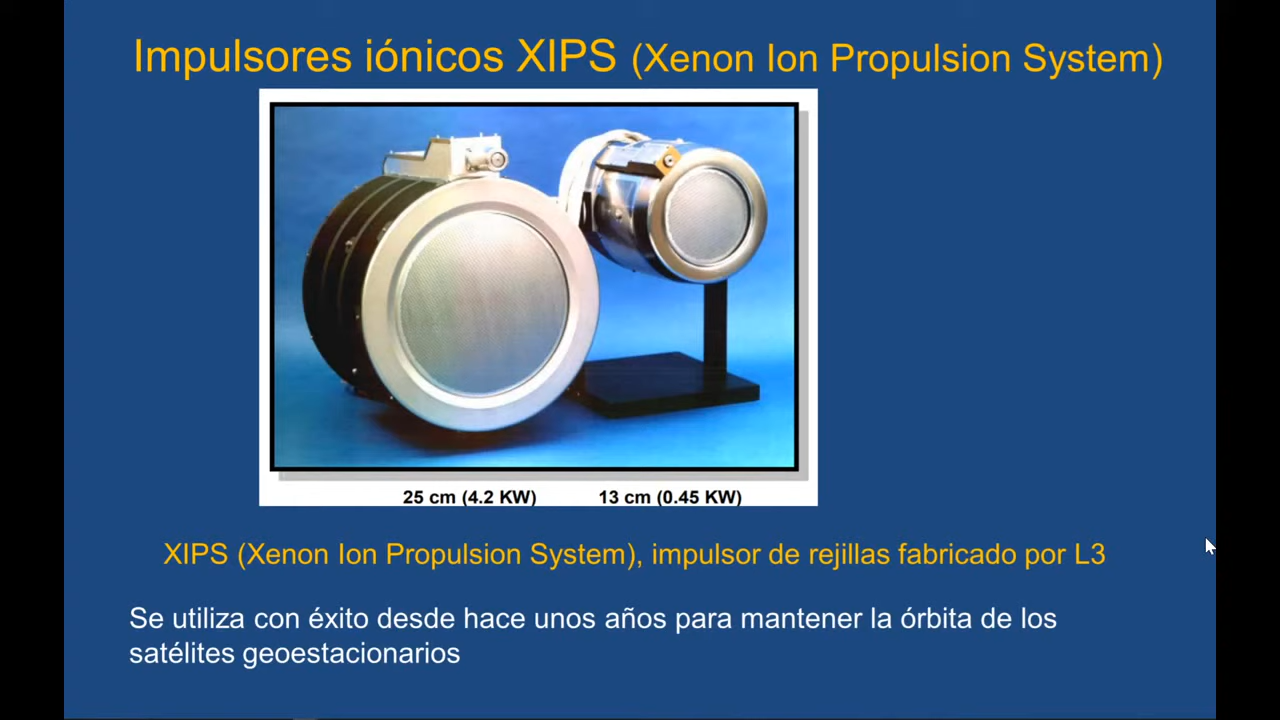 Impulsores iónicos XIPS (Xenon Ion Propulsion System)
25 cm (4.2 KW) 13 cm (0.45 KW)
XIPS (Xenon Ion Propulsion System), impulsor de rejillas fabricado por L3
Se utiliza con éxito desde hace unos años para mantener la órbita de los
satélites geoestacionarios